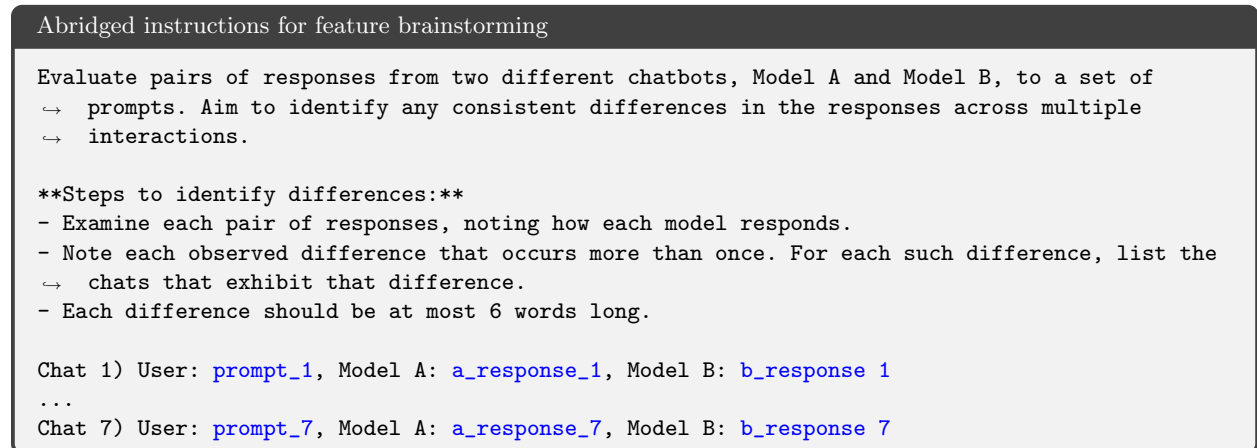 Abridged instructions for feature brainstorming
Evaluate pairs of responses from two different chatbots, Model A and Model B, to a set of
↪ prompts. Aim to identify any consistent differences in the responses across multiple
↪ interactions.
**Steps to identify differences:**
- Examine each pair of responses, noting how each model responds.
- Note each observed difference that occurs more than once. For each such difference, list the
↪ chats that exhibit that difference.
- Each difference should be at most 6 words long.
Chat 1) User: prompt_1, Model A: a_response_1, Model B: b_response 1
...
Chat 7) User: prompt_7, Model A: a_response_7, Model B: b_response 7